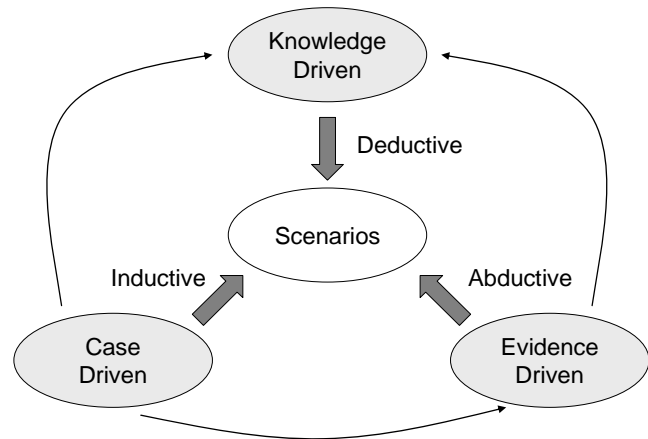 Knowledge
Driven
Deductive
Scenarios
Inductive
Abductive
Case
Driven
Evidence
Driven